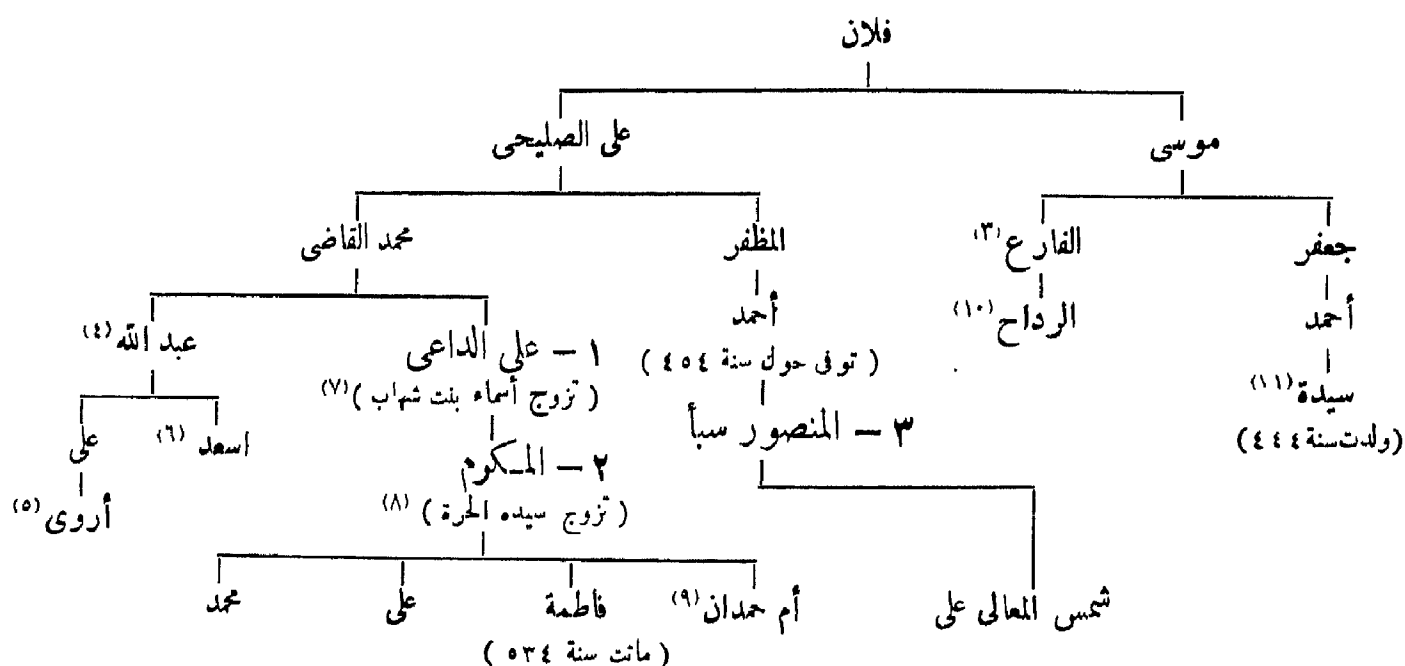 فلان
موسى على الصليحى
جعفر الفارع (٣) المظفر محمد القاضى
أحمد الرداح (١٠) أحمد ١ — على الداعى عبد الله (٤)
سيدة (١١) ( توفى حول سنة ٤٥٤ ) ( تزوج أسماء بنت شهاب ) (٧)
(ولدت سنة ٤٤٤) ٣ — المنصور سبأ ٢ — المكرم اسعد (٦) على
( تزوج سيده الحرة ) (٨) أروى (٥)
شمس المعالى على أم همدان (٩) فاطمة على محمد
( ماتت سنة ٥٣٤ )